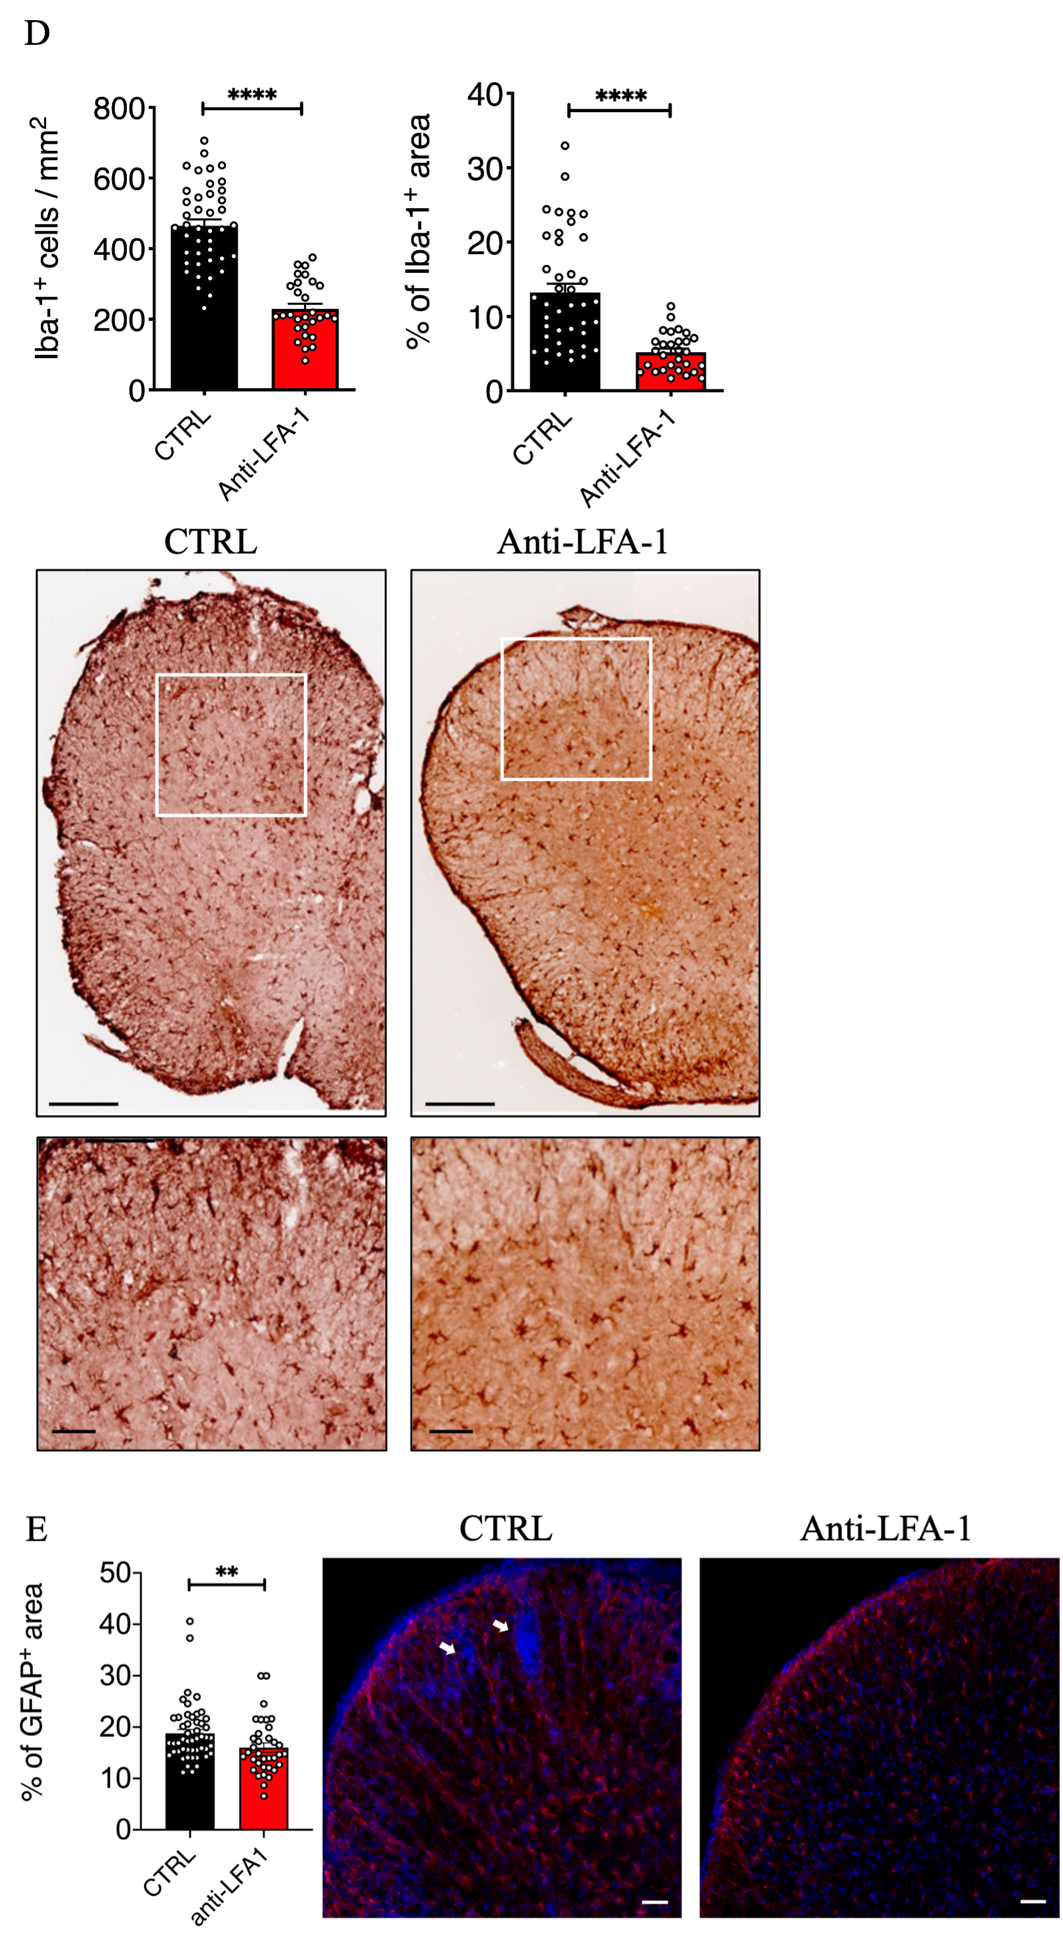 D
Iba-1⁺ cells / mm²
800
600
400
200
0
****
CTRL
Anti-LFA-1
% of Iba-1⁺ area
40
30
20
10
0
****
CTRL
Anti-LFA-1
CTRL
Anti-LFA-1
E
% of GFAP⁺ area
50
40
30
20
10
0
**
CTRL
anti-LFA1
CTRL
Anti-LFA-1